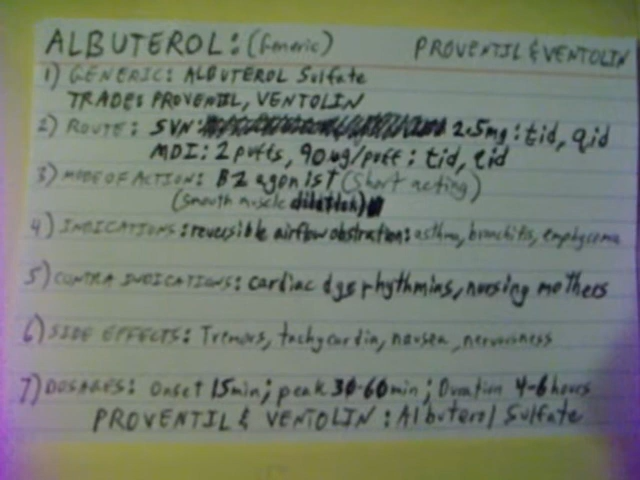 ALBUTEROL: (Generic) PROVENTIL & VENTOLIN
1) GENERIC: ALBUTEROL Sulfate
TRADE: PROVENTIL, VENTOLIN
2) ROUTE: SVN: 2.5mg: tid, qid
MDI: 2 puffs, 90ug/puff: tid, qid
3) MODE OF ACTION: B2 agonist (Short acting)
(Smooth muscle dilation)
4) INDICATIONS: reversible airflow obstration: asthma, bronchitis, emphysema
5) CONTRA INDICATIONS: cardiac dysrhythmias, nursing mothers
6) SIDE EFFECTS: Tremors, tachycardia, nausea, nervousness
7) DOSAGES: Onset 15min; peak 30-60min; Duration 4-6 hours
PROVENTIL & VENTOLIN: Albuterol Sulfate